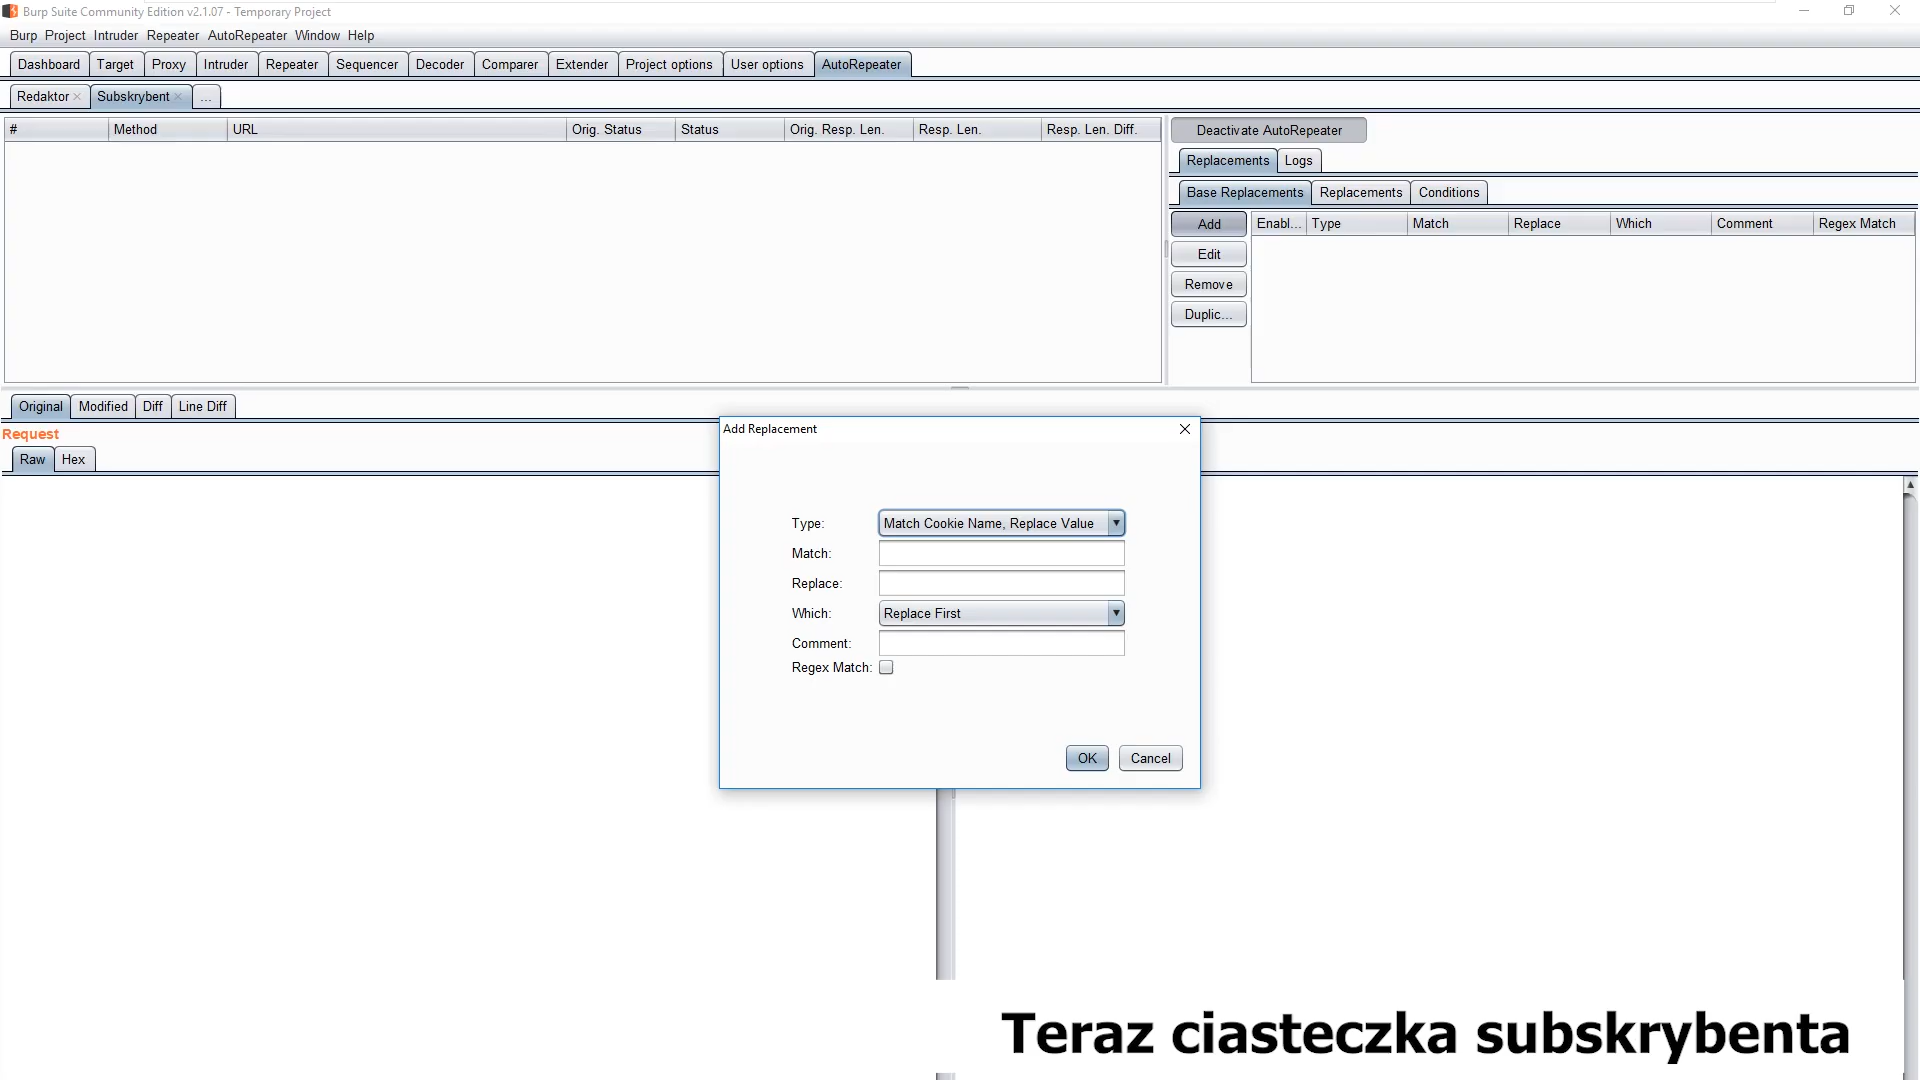 Burp Suite Community Edition v2.1.07 - Temporary Project
Burp Project Intruder Repeater AutoRepeater Window Help
Dashboard Target Proxy Intruder Repeater Sequencer Decoder Comparer Extender Project options User options AutoRepeater
Redaktor Subskrybent ...
# Method URL Orig. Status Status Orig. Resp. Len. Resp. Len. Resp. Len. Diff.
Deactivate AutoRepeater
Replacements Logs
Base Replacements Replacements Conditions
Add
Edit
Remove
Duplic...
Enabl... Type Match Replace Which Comment Regex Match
Original Modified Diff Line Diff
Request
Raw Hex
Add Replacement
Type: Match Cookie Name, Replace Value
Match:
Replace:
Which: Replace First
Comment:
Regex Match:
OK Cancel
Teraz ciasteczka subskrybenta